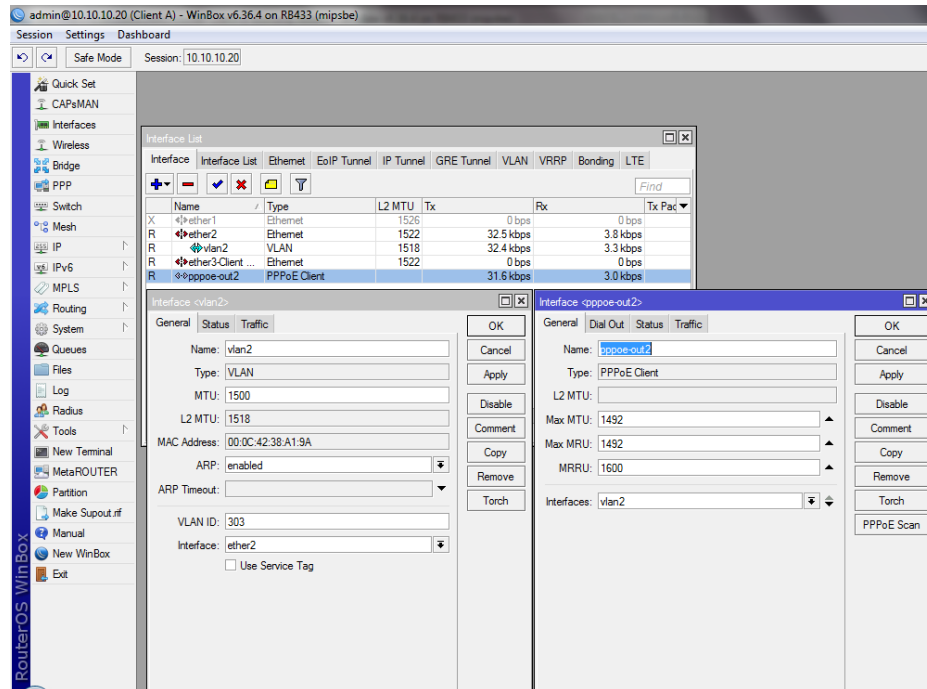 admin@10.10.10.20 (Client A) - WinBox v6.36.4 on RB433 (mipsbe)
Session Settings Dashboard
Safe Mode Session: 10.10.10.20
Quick Set
CAPsMAN
Interfaces
Wireless
Bridge
PPP
Switch
Mesh
IP
IPv6
MPLS
Routing
System
Queues
Files
Log
Radius
Tools
New Terminal
MetaROUTER
Partition
Make Supout.rif
Manual
New WinBox
Exit
RouterOS WinBox
Interface List
Interface Interface List Ethernet EoIP Tunnel IP Tunnel GRE Tunnel VLAN VRRP Bonding LTE
Find
Name / Type L2 MTU Tx Rx Tx Pac
X ether1 Ethernet 1526 0 bps 0 bps
R ether2 Ethernet 1522 32.5 kbps 3.8 kbps
R vlan2 VLAN 1518 32.4 kbps 3.3 kbps
R ether3-Client ... Ethernet 1522 0 bps 0 bps
R pppoe-out2 PPPoE Client 31.6 kbps 3.0 kbps
Interface <vlan2>
General Status Traffic
Name: vlan2
Type: VLAN
MTU: 1500
L2 MTU: 1518
MAC Address: 00:0C:42:38:A1:9A
ARP: enabled
ARP Timeout:
VLAN ID: 303
Interface: ether2
Use Service Tag
OK
Cancel
Apply
Disable
Comment
Copy
Remove
Torch
Interface <pppoe-out2>
General Dial Out Status Traffic
Name: pppoe-out2
Type: PPPoE Client
L2 MTU:
Max MTU: 1492
Max MRU: 1492
MRRU: 1600
Interfaces: vlan2
OK
Cancel
Apply
Disable
Comment
Copy
Remove
Torch
PPPoE Scan